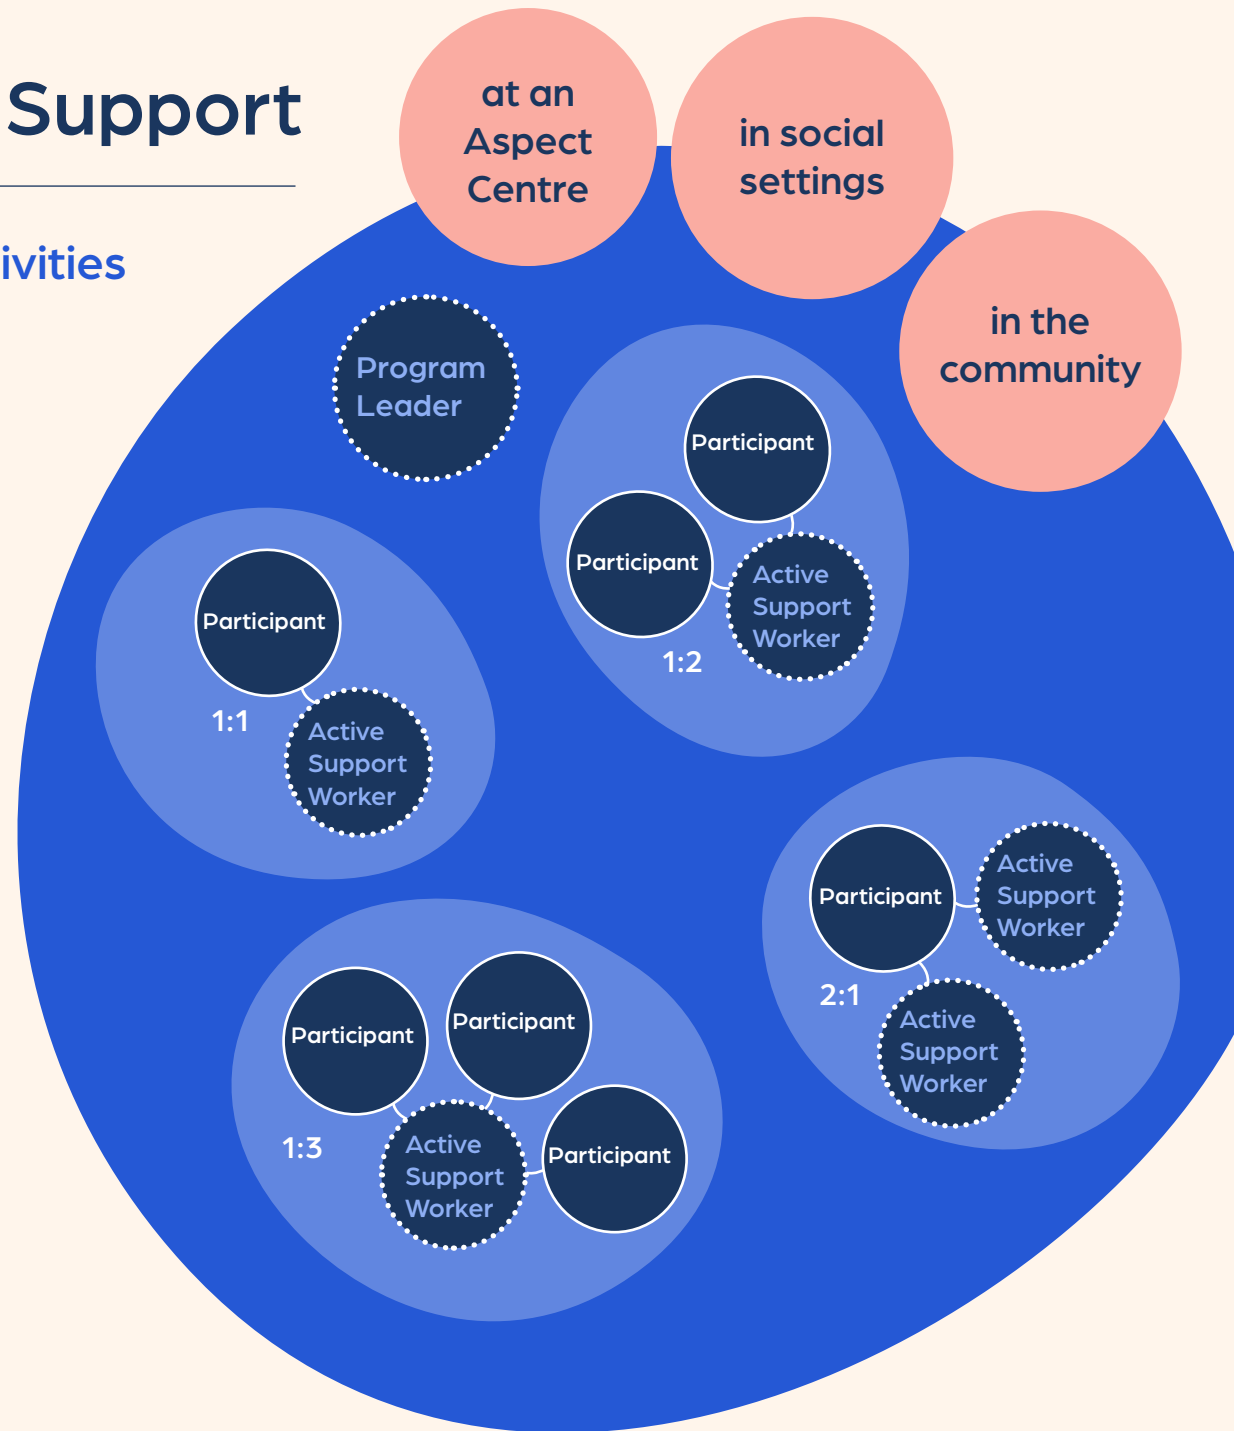 Support
ivities
at an
Aspect
Centre
in social
settings
in the
community
Program
Leader
Participant
Participant
Active
Support
Worker
1:2
Participant
1:1
Active
Support
Worker
Participant
Active
Support
Worker
2:1
Active
Support
Worker
Participant
Participant
1:3
Active
Support
Worker
Participant